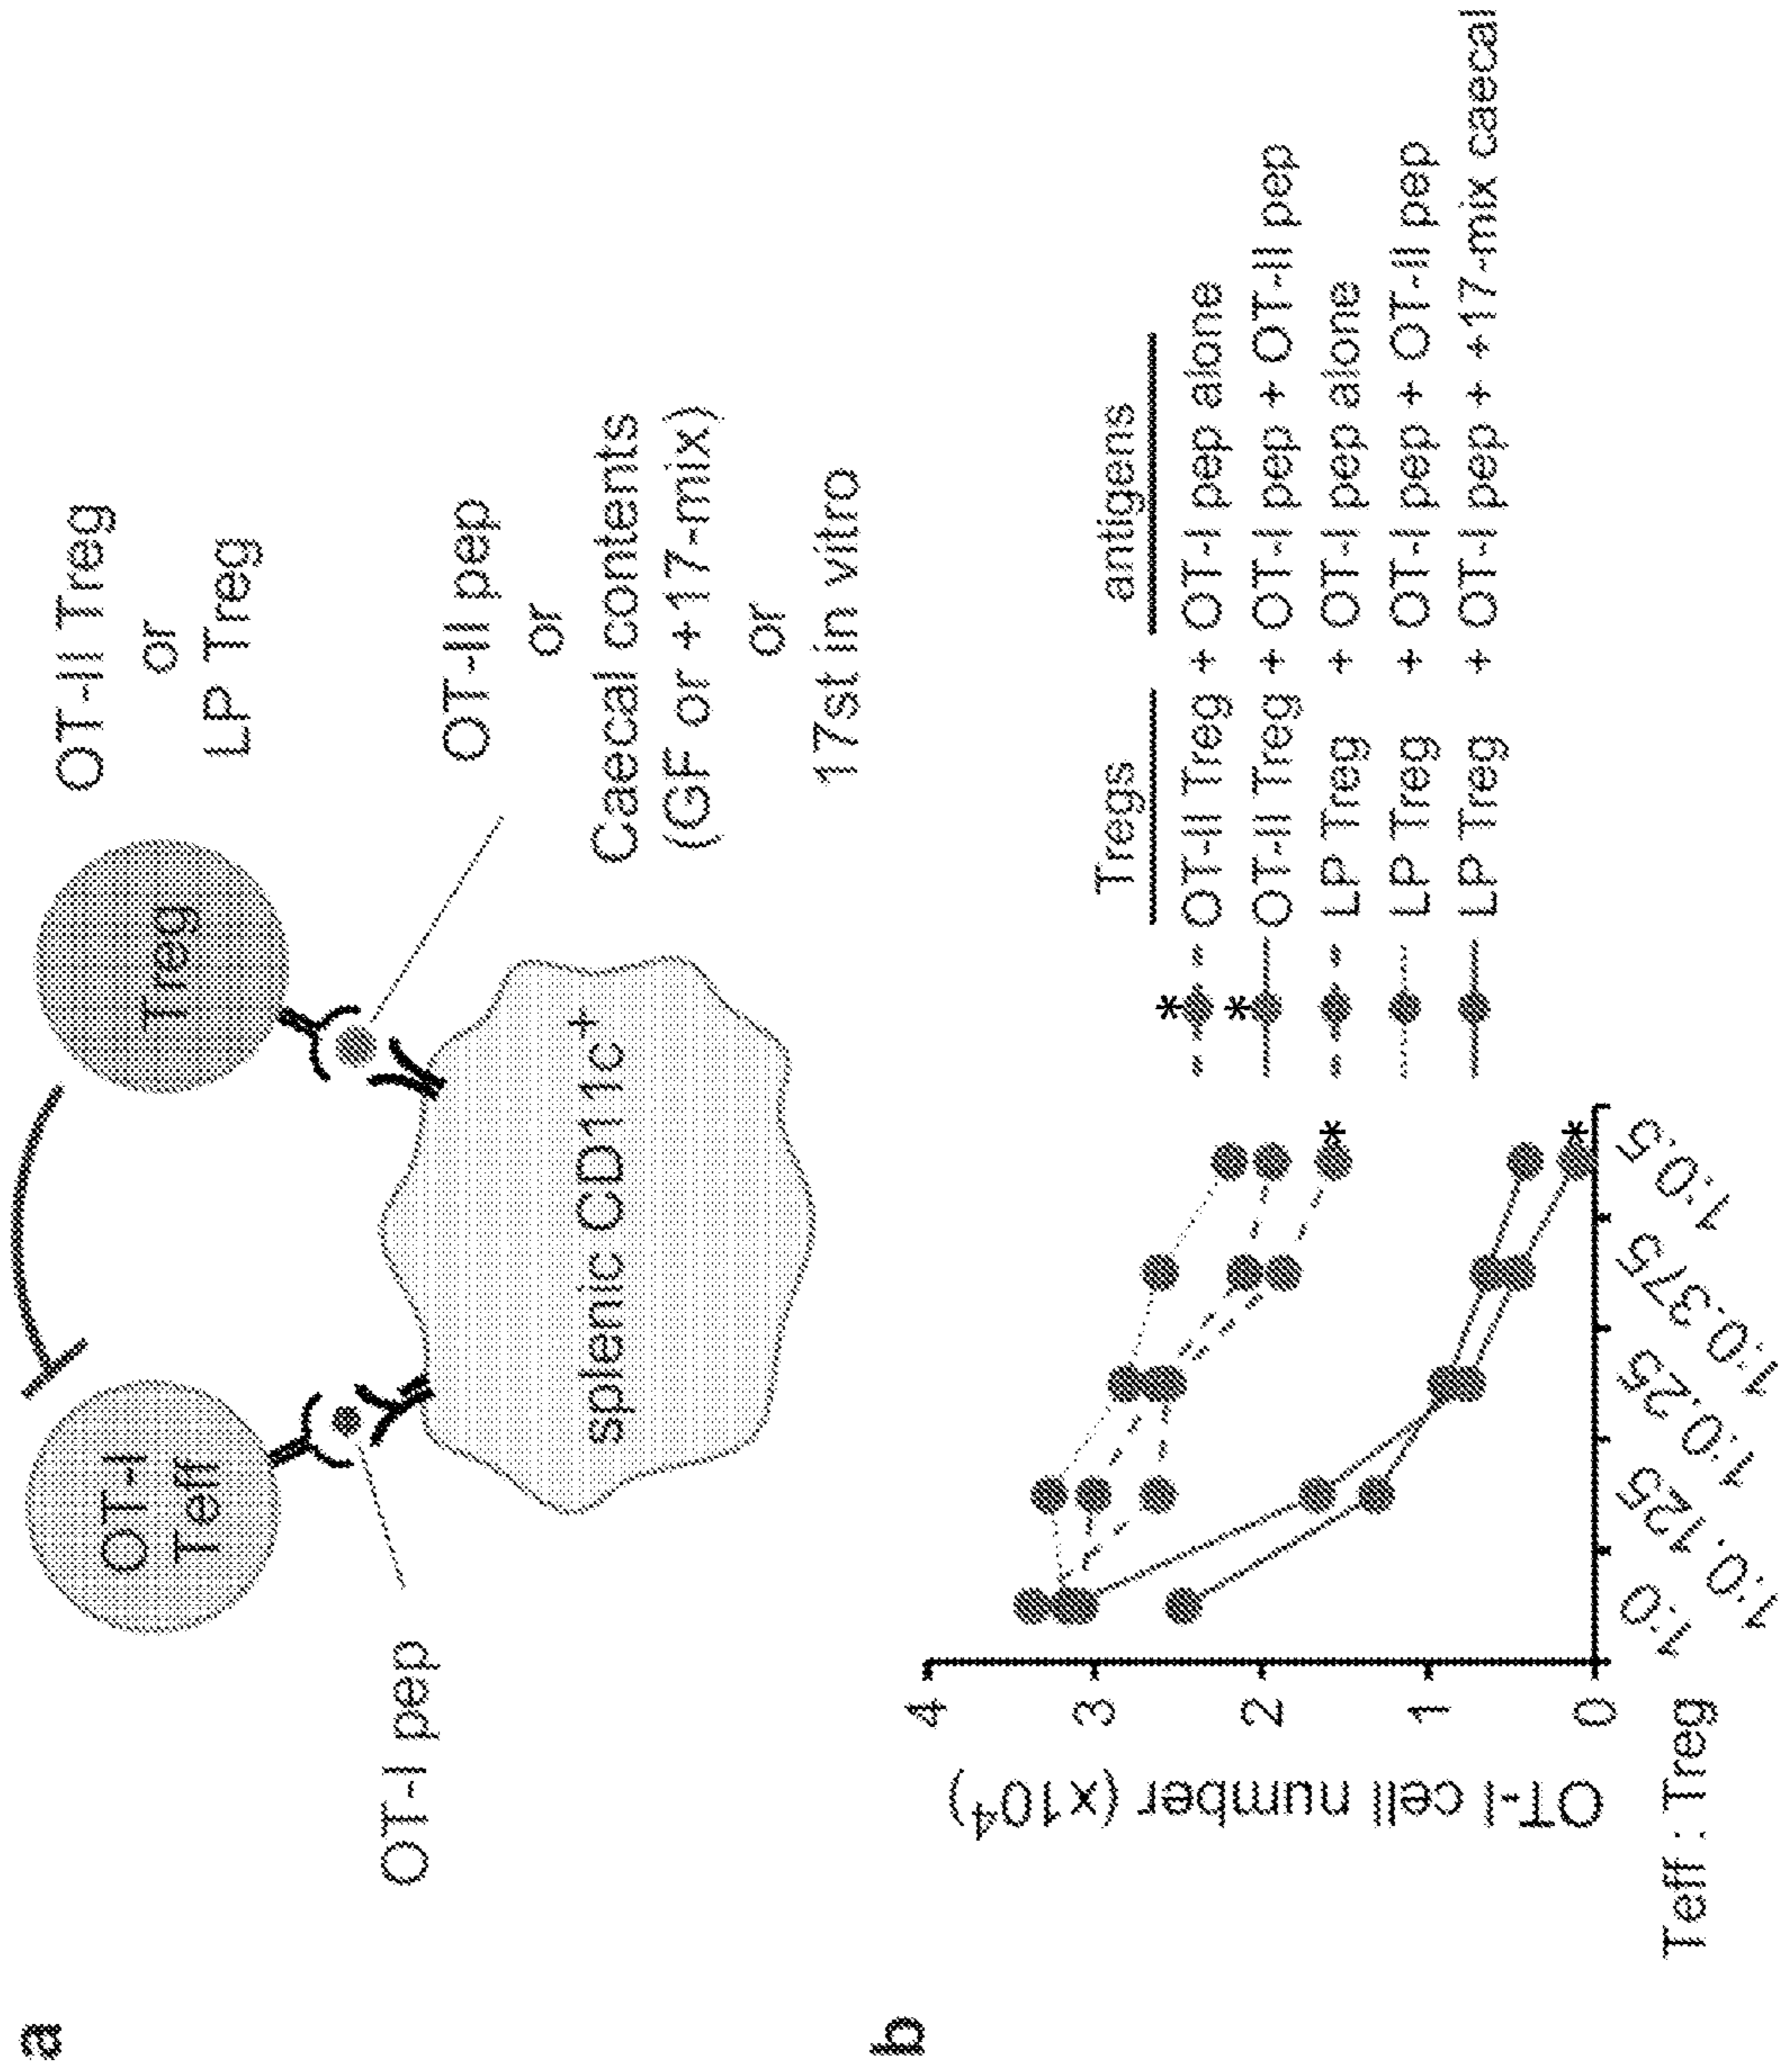 a
OT-I
Teff
Treg
OT-II Treg
or
LP Treg
OT-I pep
splenic CD11c+
OT-II pep
or
Caecal contents
(GF or +17-mix)
or
17st in vitro
b
OT-I cell number (x10⁴)
4
3
2
1
0
Teff : Treg
1:0
1:0.125
1:0.25
1:0.375
1:0.5
*
*
Tregs antigens
* OT-II Treg + OT-I pep alone
* OT-II Treg + OT-I pep + OT-II pep
LP Treg + OT-I pep alone
LP Treg + OT-I pep + OT-II pep
LP Treg + OT-I pep + +17-mix caecal